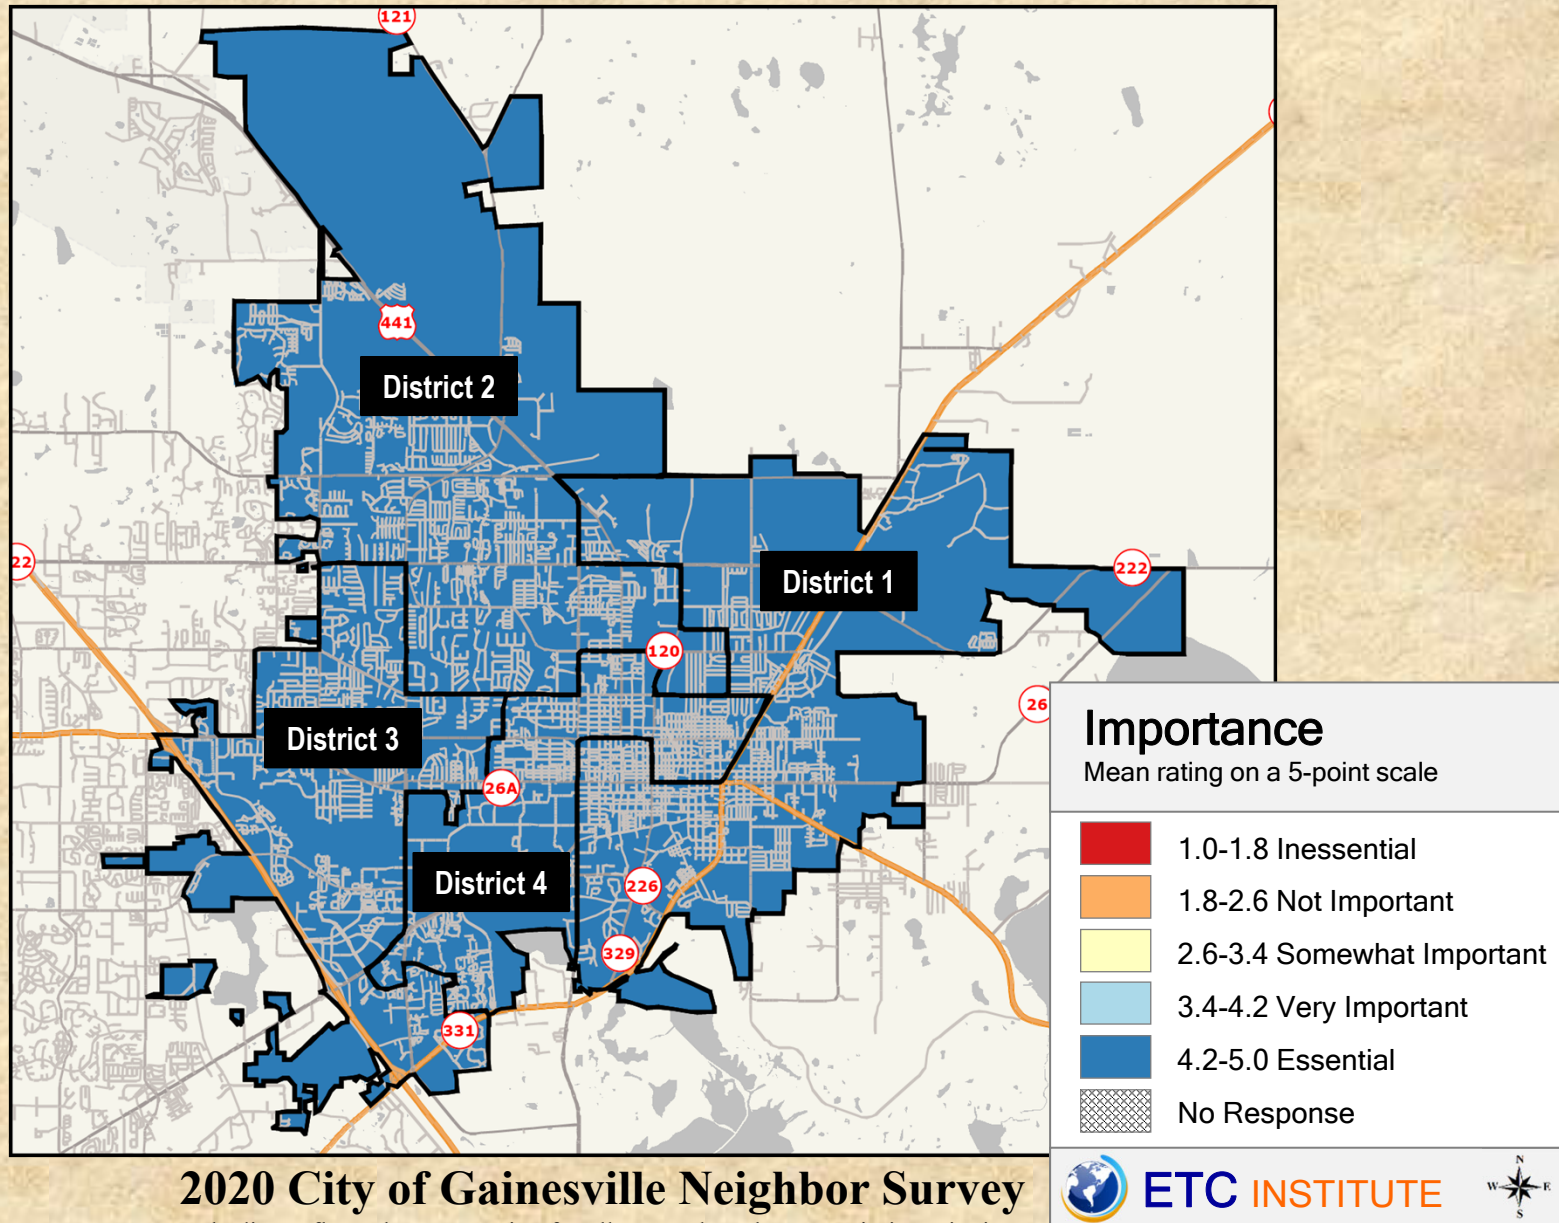 121
441
District 2
22
222
District 1
120
26
District 3
26A
District 4
226
329
331
Importance
Mean rating on a 5-point scale
1.0-1.8 Inessential
1.8-2.6 Not Important
2.6-3.4 Somewhat Important
3.4-4.2 Very Important
4.2-5.0 Essential
No Response
2020 City of Gainesville Neighbor Survey
ETC INSTITUTE
N
W E
S